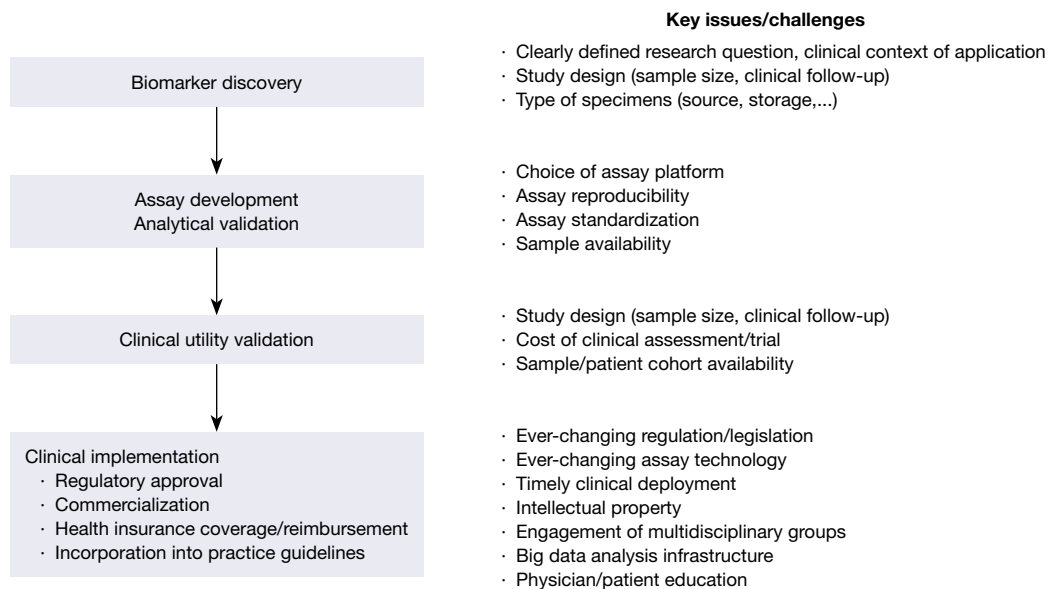 Key issues/challenges
Biomarker discovery
· Clearly defined research question, clinical context of application
· Study design (sample size, clinical follow-up)
· Type of specimens (source, storage,...)
Assay development
Analytical validation
· Choice of assay platform
· Assay reproducibility
· Assay standardization
· Sample availability
Clinical utility validation
· Study design (sample size, clinical follow-up)
· Cost of clinical assessment/trial
· Sample/patient cohort availability
Clinical implementation
· Regulatory approval
· Commercialization
· Health insurance coverage/reimbursement
· Incorporation into practice guidelines
· Ever-changing regulation/legislation
· Ever-changing assay technology
· Timely clinical deployment
· Intellectual property
· Engagement of multidisciplinary groups
· Big data analysis infrastructure
· Physician/patient education